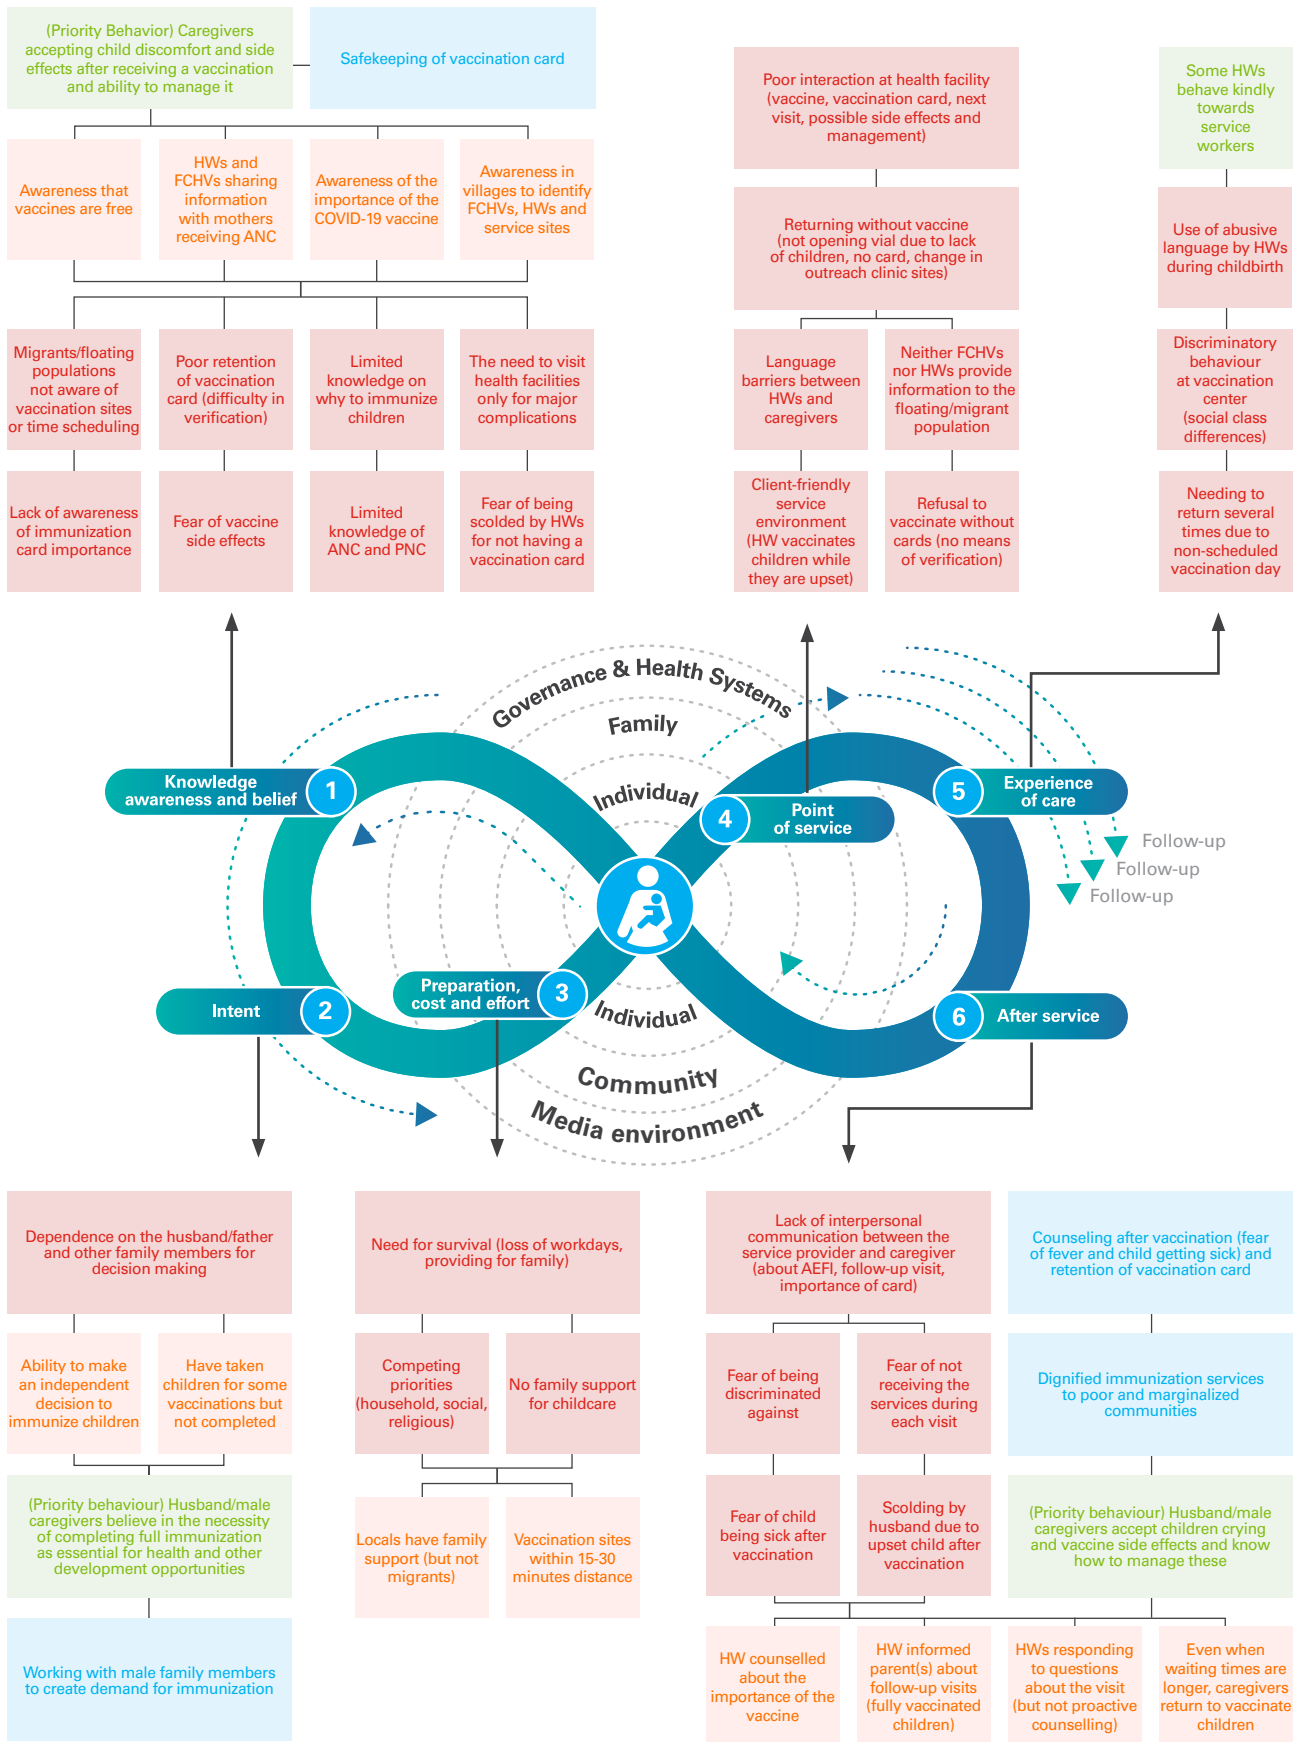 (Priority Behavior) Caregivers
accepting child discomfort and side
effects after receiving a vaccination
and ability to manage it
Safekeeping of vaccination card
Awareness that
vaccines are free
HWs and
FCHVs sharing
information
with mothers
receiving ANC
Awareness of the
importance of the
COVID-19 vaccine
Awareness in
villages to identify
FCHVs, HWs and
service sites
Migrants/floating
populations
not aware of
vaccination sites
or time scheduling
Poor retention
of vaccination
card (difficulty in
verification)
Limited
knowledge on
why to immunize
children
The need to visit
health facilities
only for major
complications
Lack of awareness
of immunization
card importance
Fear of vaccine
side effects
Limited
knowledge of
ANC and PNC
Fear of being
scolded by HWs
for not having a
vaccination card
Poor interaction at health facility
(vaccine, vaccination card, next
visit, possible side effects and
management)
Returning without vaccine
(not opening vial due to lack
of children, no card, change in
outreach clinic sites)
Language
barriers between
HWs and
caregivers
Neither FCHVs
nor HWs provide
information to the
floating/migrant
population
Client-friendly
service
environment
(HW vaccinates
children while
they are upset)
Refusal to
vaccinate without
cards (no means
of verification)
Some HWs
behave kindly
towards
service
workers
Use of abusive
language by HWs
during childbirth
Discriminatory
behaviour
at vaccination
center
(social class
differences)
Needing to
return several
times due to
non-scheduled
vaccination day
Governance & Health Systems
Family
Individual
Knowledge
awareness and belief
1
4
Point
of service
5
Experience
of care
Follow-up
Follow-up
Follow-up
Intent
2
Preparation,
cost and effort
3
6
After service
Individual
Community
Media environment
Dependence on the husband/father
and other family members for
decision making
Ability to make
an independent
decision to
immunize children
Have taken
children for some
vaccinations but
not completed
(Priority behaviour) Husband/male
caregivers believe in the necessity
of completing full immunization
as essential for health and other
development opportunities
Working with male family members
to create demand for immunization
Need for survival (loss of workdays,
providing for family)
Competing
priorities
(household, social,
religious)
No family support
for childcare
Locals have family
support (but not
migrants)
Vaccination sites
within 15-30
minutes distance
Lack of interpersonal
communication between the
service provider and caregiver
(about AEFI, follow-up visit,
importance of card)
Fear of being
discriminated
against
Fear of not
receiving the
services during
each visit
Fear of child
being sick after
vaccination
Scolding by
husband due to
upset child after
vaccination
Counseling after vaccination (fear
of fever and child getting sick) and
retention of vaccination card
Dignified immunization services
to poor and marginalized
communities
(Priority behaviour) Husband/male
caregivers accept children crying
and vaccine side effects and know
how to manage these
HW counselled
about the
importance of the
vaccine
HW informed
parent(s) about
follow-up visits
(fully vaccinated
children)
HWs responding
to questions
about the visit
(but not proactive
counselling)
Even when
waiting times are
longer, caregivers
return to vaccinate
children